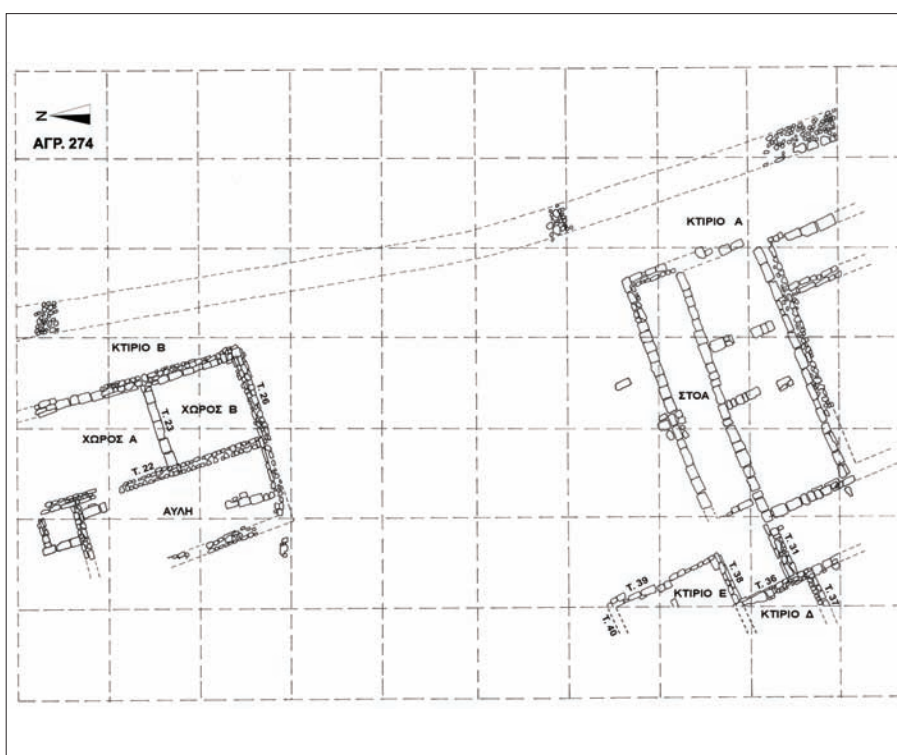 N
ΑΓΡ. 274
ΚΤΙΡΙΟ Α
ΚΤΙΡΙΟ Β
Τ. 26
ΧΩΡΟΣ Β
Τ. 23
ΧΩΡΟΣ Α
ΣΤΟΑ
Τ. 22
ΑΥΛΗ
Τ. 31
Τ. 39
Τ. 38
Τ. 36
ΚΤΙΡΙΟ Ε
Τ. 37
ΚΤΙΡΙΟ Δ
Τ. 40